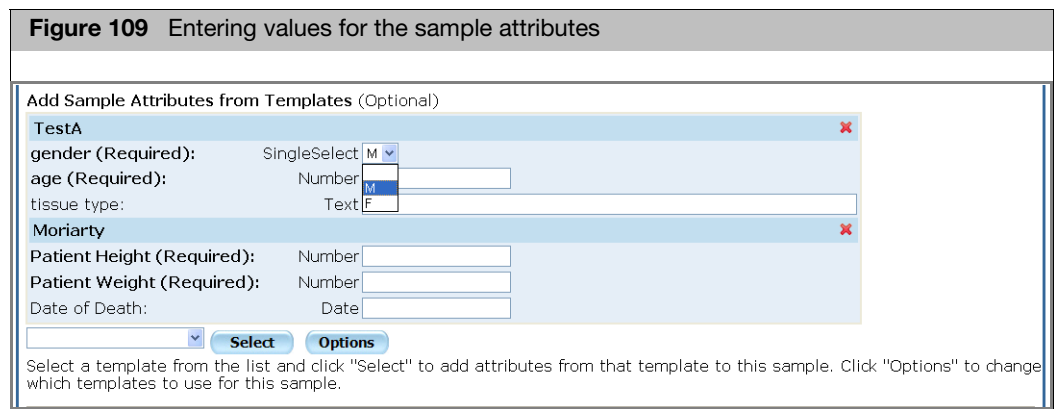 Figure 109 Entering values for the sample attributes
Add Sample Attributes from Templates (Optional)
TestA
gender (Required): SingleSelect M
age (Required): Number
M
tissue type: Text
F
Moriarty
Patient Height (Required): Number
Patient Weight (Required): Number
Date of Death: Date
Select Options
Select a template from the list and click "Select" to add attributes from that template to this sample. Click "Options" to change
which templates to use for this sample.